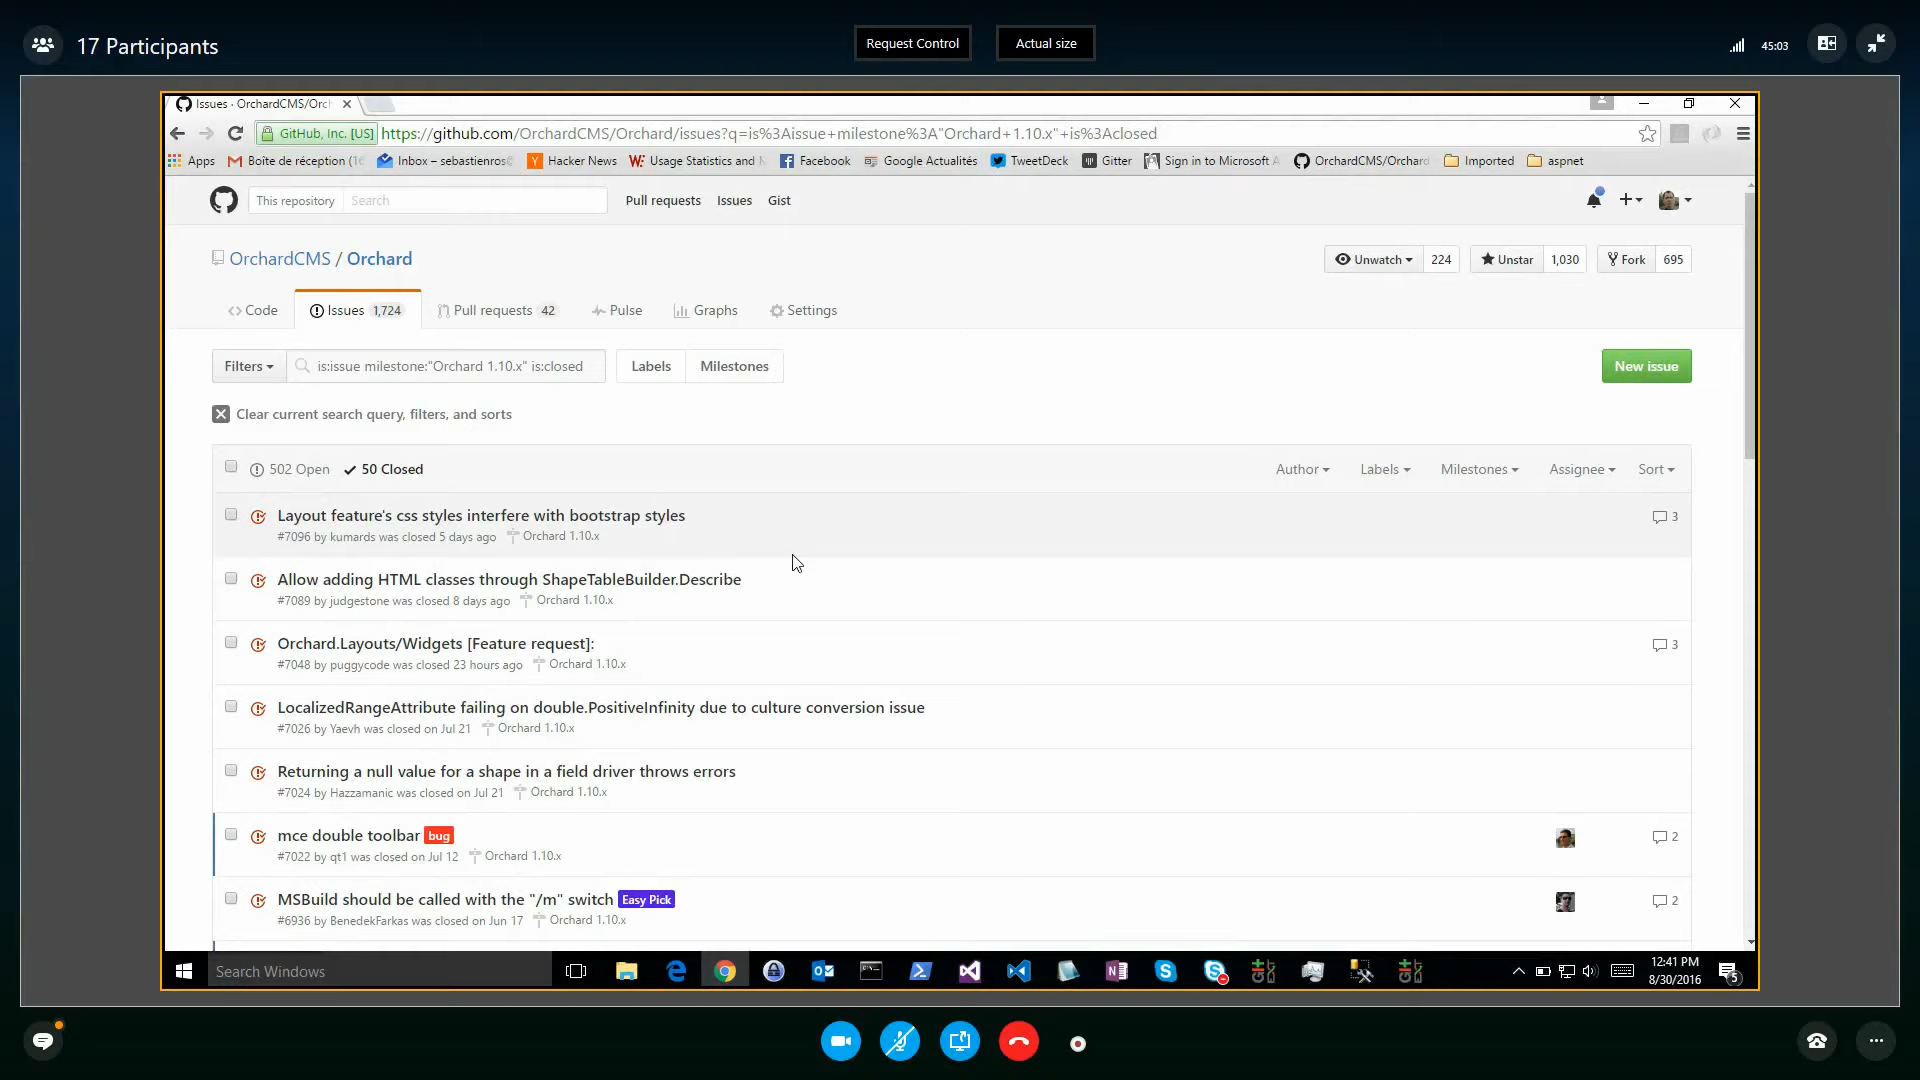 17 Participants
Request Control
Actual size
45:03
Issues · OrchardCMS/Orch
GitHub, Inc. [US]
https://github.com/OrchardCMS/Orchard/issues?q=is%3Aissue+milestone%3A"Orchard+1.10.x"+is%3Aclosed
Apps
Boîte de réception (16
Inbox – sebastienros
Hacker News
Usage Statistics and
Facebook
Google Actualités
TweetDeck
Gitter
Sign in to Microsoft
OrchardCMS/Orchard
Imported
aspnet
This repository
Search
Pull requests
Issues
Gist
OrchardCMS / Orchard
Unwatch 224
Unstar 1,030
Fork 695
Code
Issues 1,724
Pull requests 42
Pulse
Graphs
Settings
Filters
is:issue milestone:"Orchard 1.10.x" is:closed
Labels
Milestones
New issue
Clear current search query, filters, and sorts
502 Open
50 Closed
Author
Labels
Milestones
Assignee
Sort
Layout feature's css styles interfere with bootstrap styles
3
#7096 by kumards was closed 5 days ago Orchard 1.10.x
Allow adding HTML classes through ShapeTableBuilder.Describe
#7089 by judgestone was closed 8 days ago Orchard 1.10.x
Orchard.Layouts/Widgets [Feature request]:
3
#7048 by puggycode was closed 23 hours ago Orchard 1.10.x
LocalizedRangeAttribute failing on double.PositiveInfinity due to culture conversion issue
#7026 by Yaevh was closed on Jul 21 Orchard 1.10.x
Returning a null value for a shape in a field driver throws errors
#7024 by Hazzamanic was closed on Jul 21 Orchard 1.10.x
mce double toolbar bug
2
#7022 by qt1 was closed on Jul 12 Orchard 1.10.x
MSBuild should be called with the "/m" switch Easy Pick
2
#6936 by BenedekFarkas was closed on Jun 17 Orchard 1.10.x
Search Windows
12:41 PM
8/30/2016
5